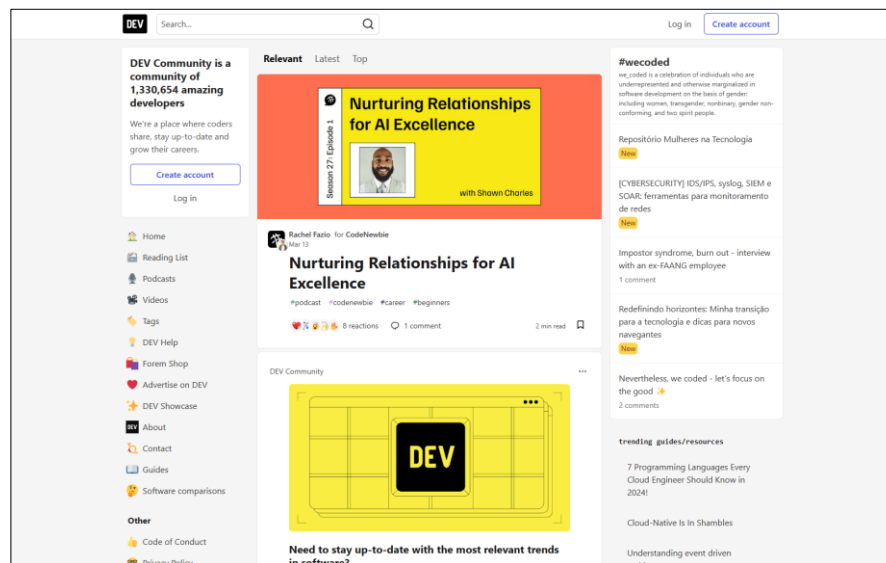 DEV
Search...
Log in
Create account
DEV Community is a
community of
1,330,654 amazing
developers
We're a place where coders
share, stay up-to-date and
grow their careers.
Create account
Log in
Home
Reading List
Podcasts
Videos
Tags
DEV Help
Forem Shop
Advertise on DEV
DEV Showcase
DEV
About
Contact
Guides
Software comparisons
Other
Code of Conduct
Privacy Policy
Relevant Latest Top
Season 27: Episode 1
Nurturing Relationships
for AI Excellence
with Shawn Charles
Rachel Fazio for CodeNewbie
Mar 13
Nurturing Relationships for AI
Excellence
#podcast #codenewbie #career #beginners
8 reactions 1 comment 2 min read
DEV Community
DEV
Need to stay up-to-date with the most relevant trends
in software?
#wecoded
we_coded is a celebration of individuals who are
underrepresented and otherwise marginalized in
software development on the basis of gender:
including women, transgender, nonbinary, gender non-
conforming, and two spirit people.
Repositório Mulheres na Tecnologia
New
[CYBERSECURITY] IDS/IPS, syslog, SIEM e
SOAR: ferramentas para monitoramento
de redes
New
Impostor syndrome, burn out - interview
with an ex-FAANG employee
1 comment
Redefinindo horizontes: Minha transição
para a tecnologia e dicas para novos
navegantes
New
Nevertheless, we coded - let's focus on
the good
2 comments
trending guides/resources
7 Programming Languages Every
Cloud Engineer Should Know in
2024!
Cloud-Native Is In Shambles
Understanding event driven